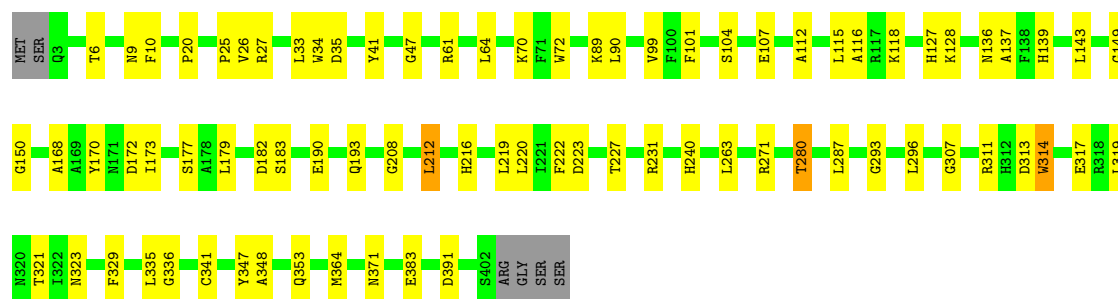 MET SER Q3 T6 N9 F10 P20 P25 V26 R27 L33 W34 D35 Y41 G47 R61 L64 K70 F71 W72 K89 L90 V99 F100 F101 S104 E107 A112 L115 A116 R117 K118 H127 K128 N136 A137 F138 H139 L143 G149
G150 A168 A169 Y170 N171 D172 I173 S177 A178 L179 D182 S183 E190 Q193 G208 L212 H216 L219 L220 I221 F222 D223 T227 R231 H240 L263 R271 T280 L287 G293 L296 G307 R311 H312 D313 W314 E317 R318 L319
N320 T321 I322 N323 F329 L335 G336 C341 Y347 A348 Q353 M364 N371 E383 D391 S402 ARG GLY SER SER